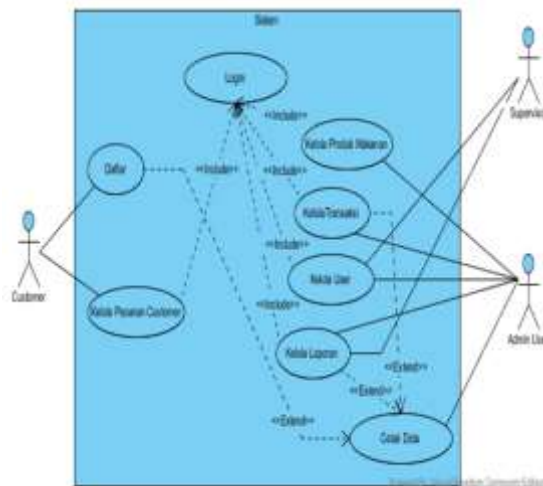 Sistem
Login
Supervisor
<<Include>>
Kelola Produk Makanan
Daftar
<<Include>>
Kelola Transaksi
<<Include>>
Kelola User
Customer
Kelola Pesanan Customer
<<Include>>
Admin
Kelola Laporan
<<Extend>>
<<Extend>>
<<Extend>>
Cetak Data